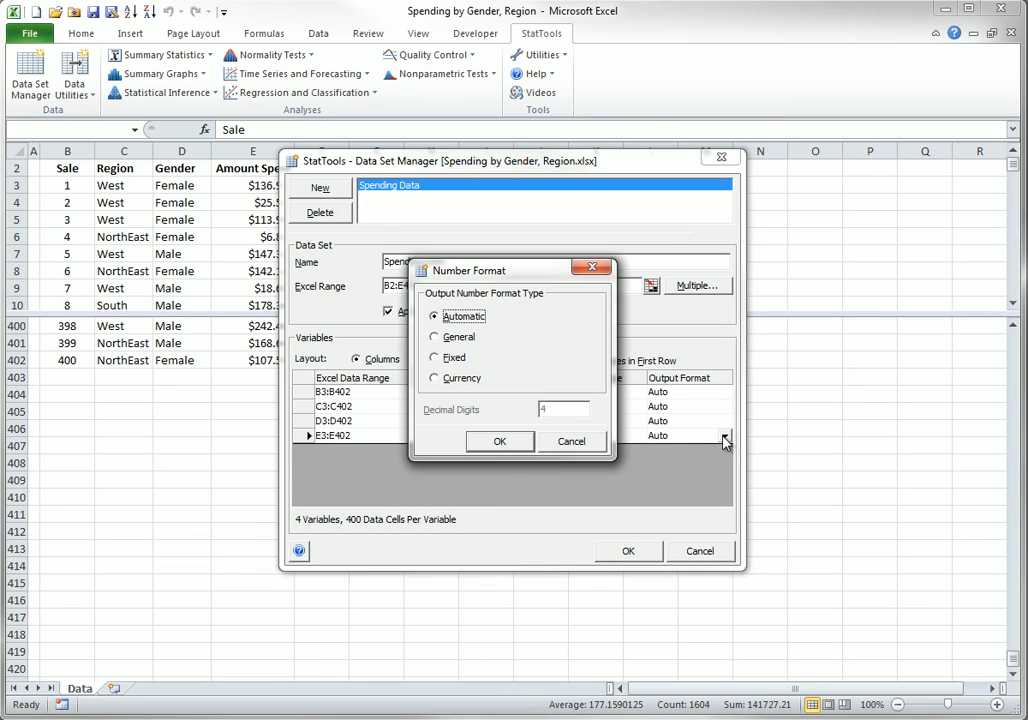 Spending by Gender, Region - Microsoft Excel
File Home Insert Page Layout Formulas Data Review View Developer StatTools
Data Set Manager
Data Utilities
Summary Statistics
Summary Graphs
Statistical Inference
Normality Tests
Time Series and Forecasting
Regression and Classification
Quality Control
Nonparametric Tests
Utilities
Help
Videos
Data Analyses Tools
fx Sale
A B C D E N O P Q R
2 Sale Region Gender Amount Spe
3 1 West Female $136.9
4 2 West Female $25.5
5 3 West Female $113.9
6 4 NorthEast Female $6.8
7 5 West Male $147.3
8 6 NorthEast Female $142.1
9 7 West Male $18.6
10 8 South Male $178.3
400 398 West Male $242.4
401 399 NorthEast Male $168.6
402 400 NorthEast Female $107.5
403
404
405
406
407
408
409
410
411
412
413
414
415
416
417
418
419
420
StatTools - Data Set Manager [Spending by Gender, Region.xlsx]
New
Delete
Spending Data
Data Set
Name
Excel Range B2:E4
Multiple...
Variables
Layout: Columns
s in First Row
Excel Data Range Output Format
B3:B402 Auto
C3:C402 Auto
D3:D402 Auto
E3:E402 Auto
4 Variables, 400 Data Cells Per Variable
OK Cancel
Number Format
Output Number Format Type
Automatic
General
Fixed
Currency
Decimal Digits 4
OK Cancel
Data
Ready Average: 177.1590125 Count: 1604 Sum: 141727.21 100%